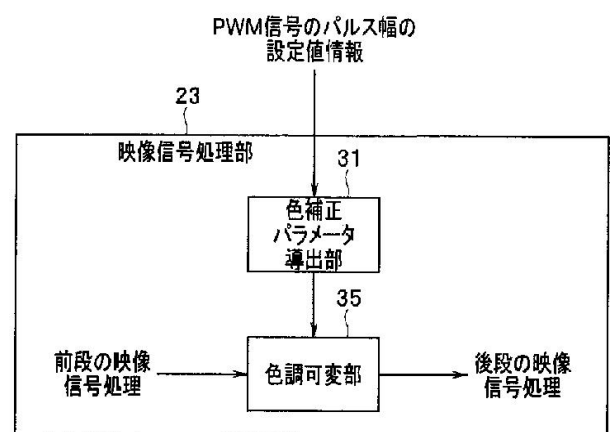 PWM信号のパルス幅の
設定値情報
23
映像信号処理部
31
色補正
パラメータ
導出部
35
前段の映像
信号処理
色調可変部
後段の映像
信号処理